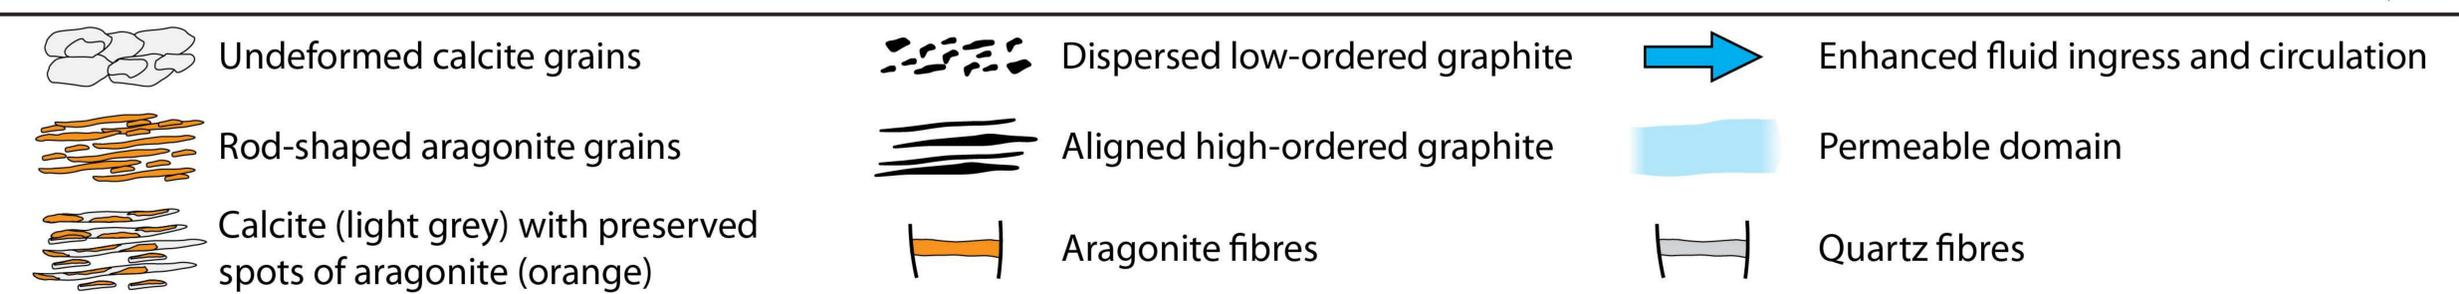 Undeformed calcite grains
Dispersed low-ordered graphite
Enhanced fluid ingress and circulation
Rod-shaped aragonite grains
Aligned high-ordered graphite
Permeable domain
Calcite (light grey) with preserved
spots of aragonite (orange)
Aragonite fibres
Quartz fibres